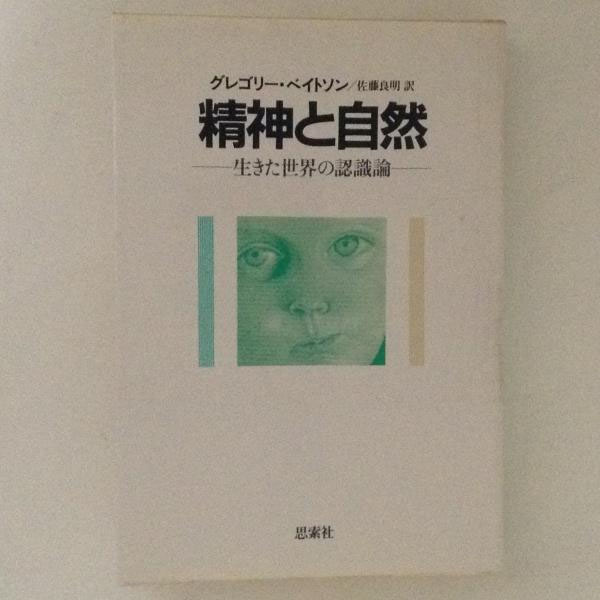 グレゴリー・ベイトソン/佐藤良明 訳
精神と自然
―生きた世界の認識論―
思索社